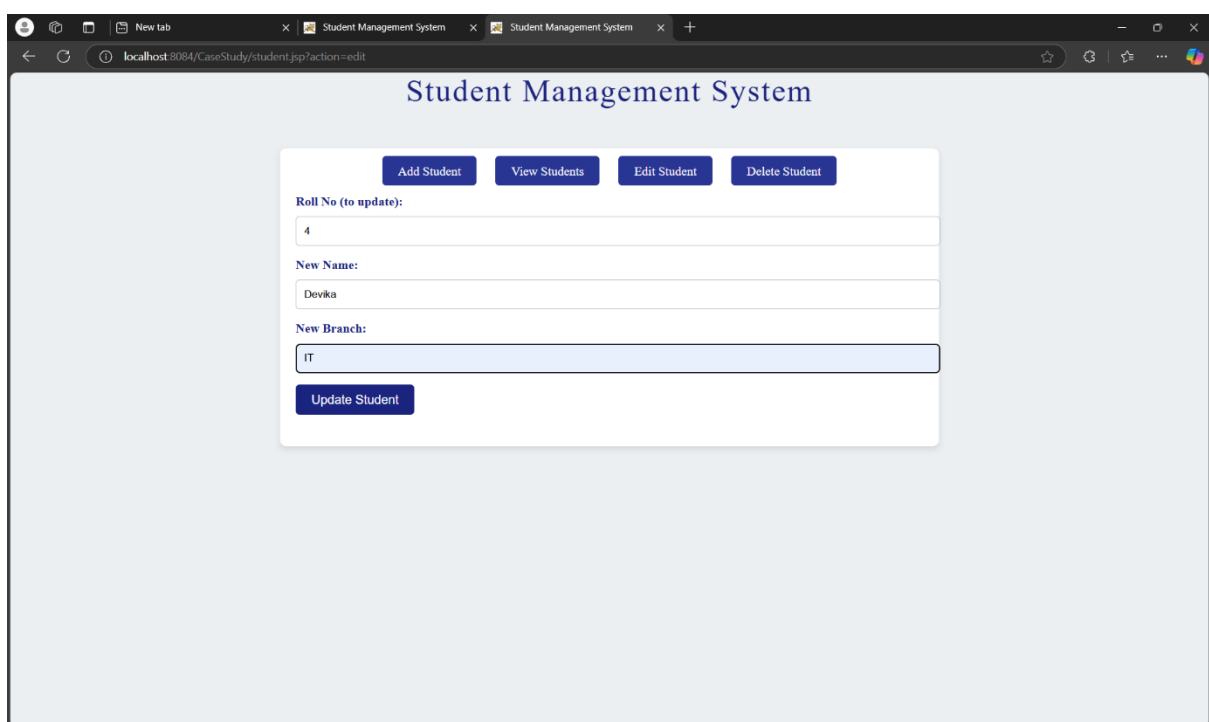 New tab Student Management System Student Management System
localhost:8084/CaseStudy/student.jsp?action=edit
Student Management System
Add Student View Students Edit Student Delete Student
Roll No (to update):
4
New Name:
Devika
New Branch:
IT
Update Student